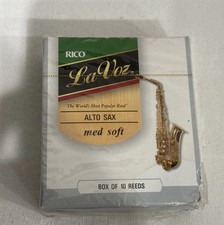 RICO
La Voz
"The World's Most Popular Reed"
ALTO SAX
med soft
BOX OF 10 REEDS